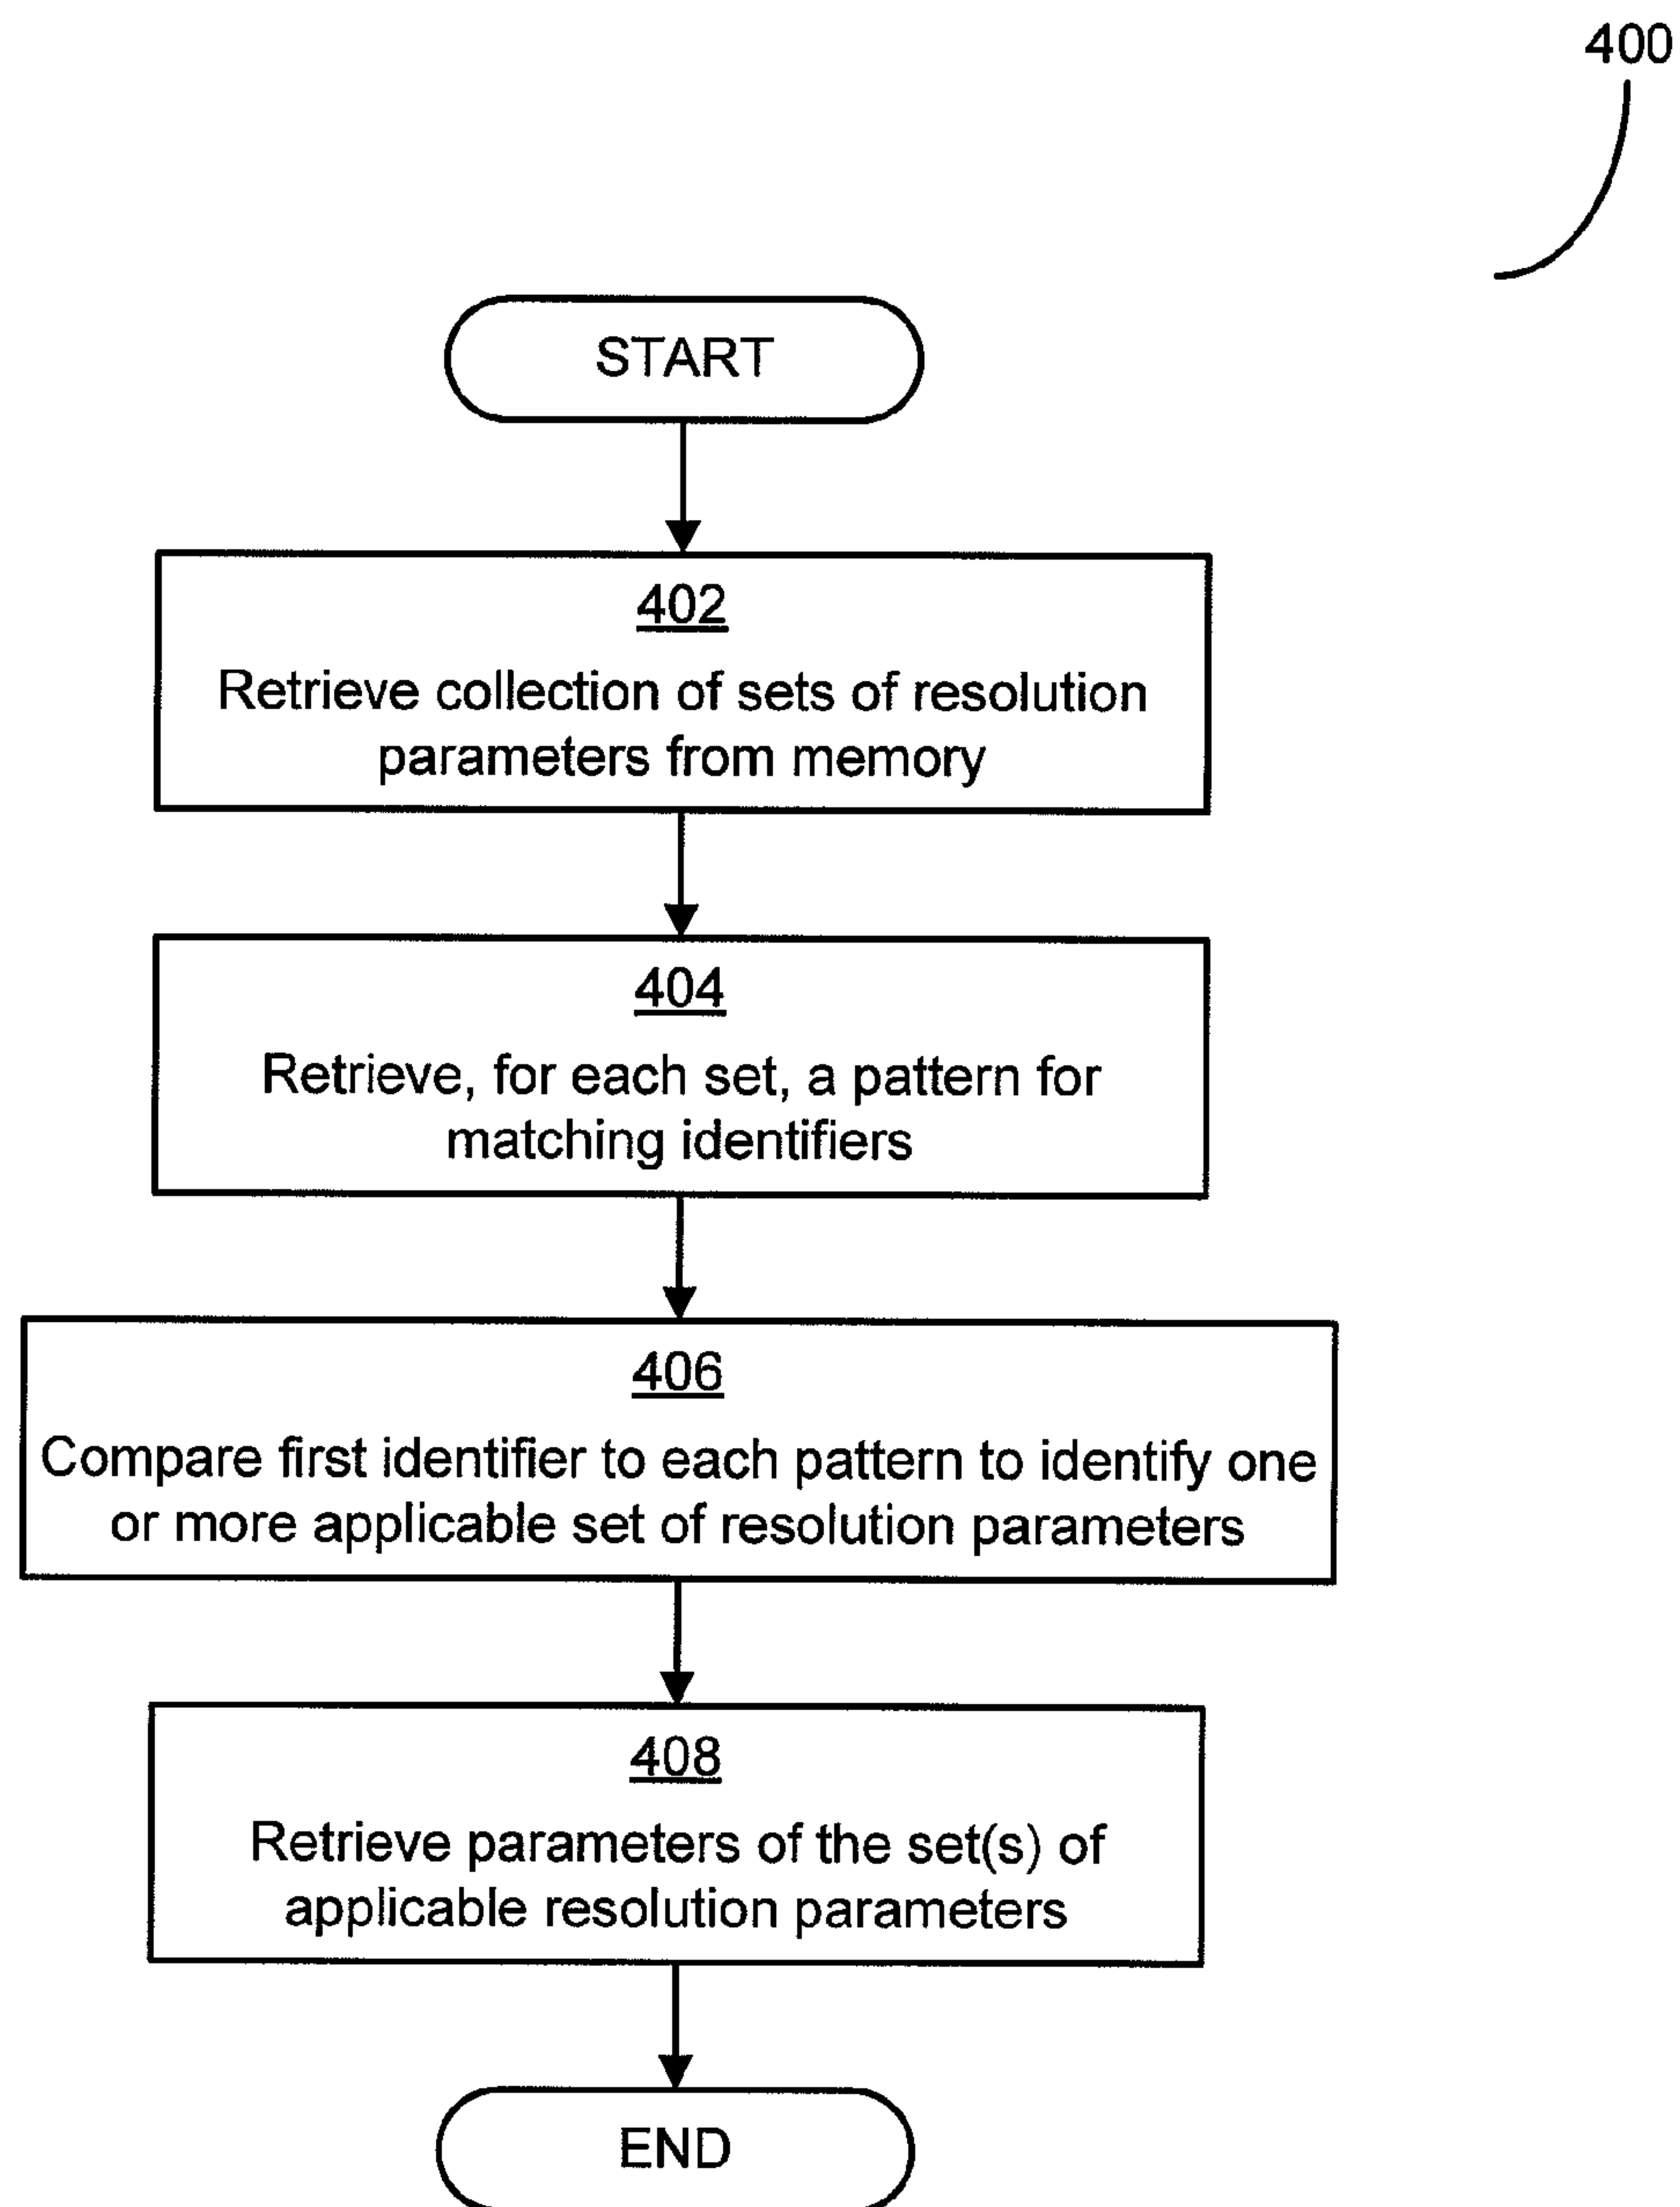 400
START
402
Retrieve collection of sets of resolution
parameters from memory
404
Retrieve, for each set, a pattern for
matching identifiers
406
Compare first identifier to each pattern to identify one
or more applicable set of resolution parameters
408
Retrieve parameters of the set(s) of
applicable resolution parameters
END